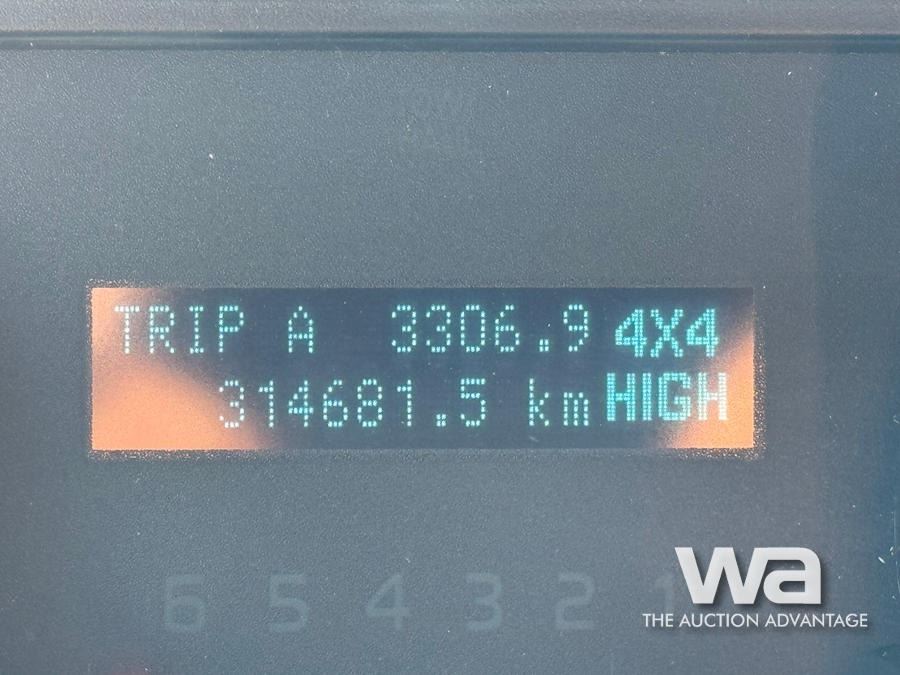 TRIP A 3306.9 4X4
314681.5 km HIGH
6 5 4 3 2 1
wa
THE AUCTION ADVANTAGE